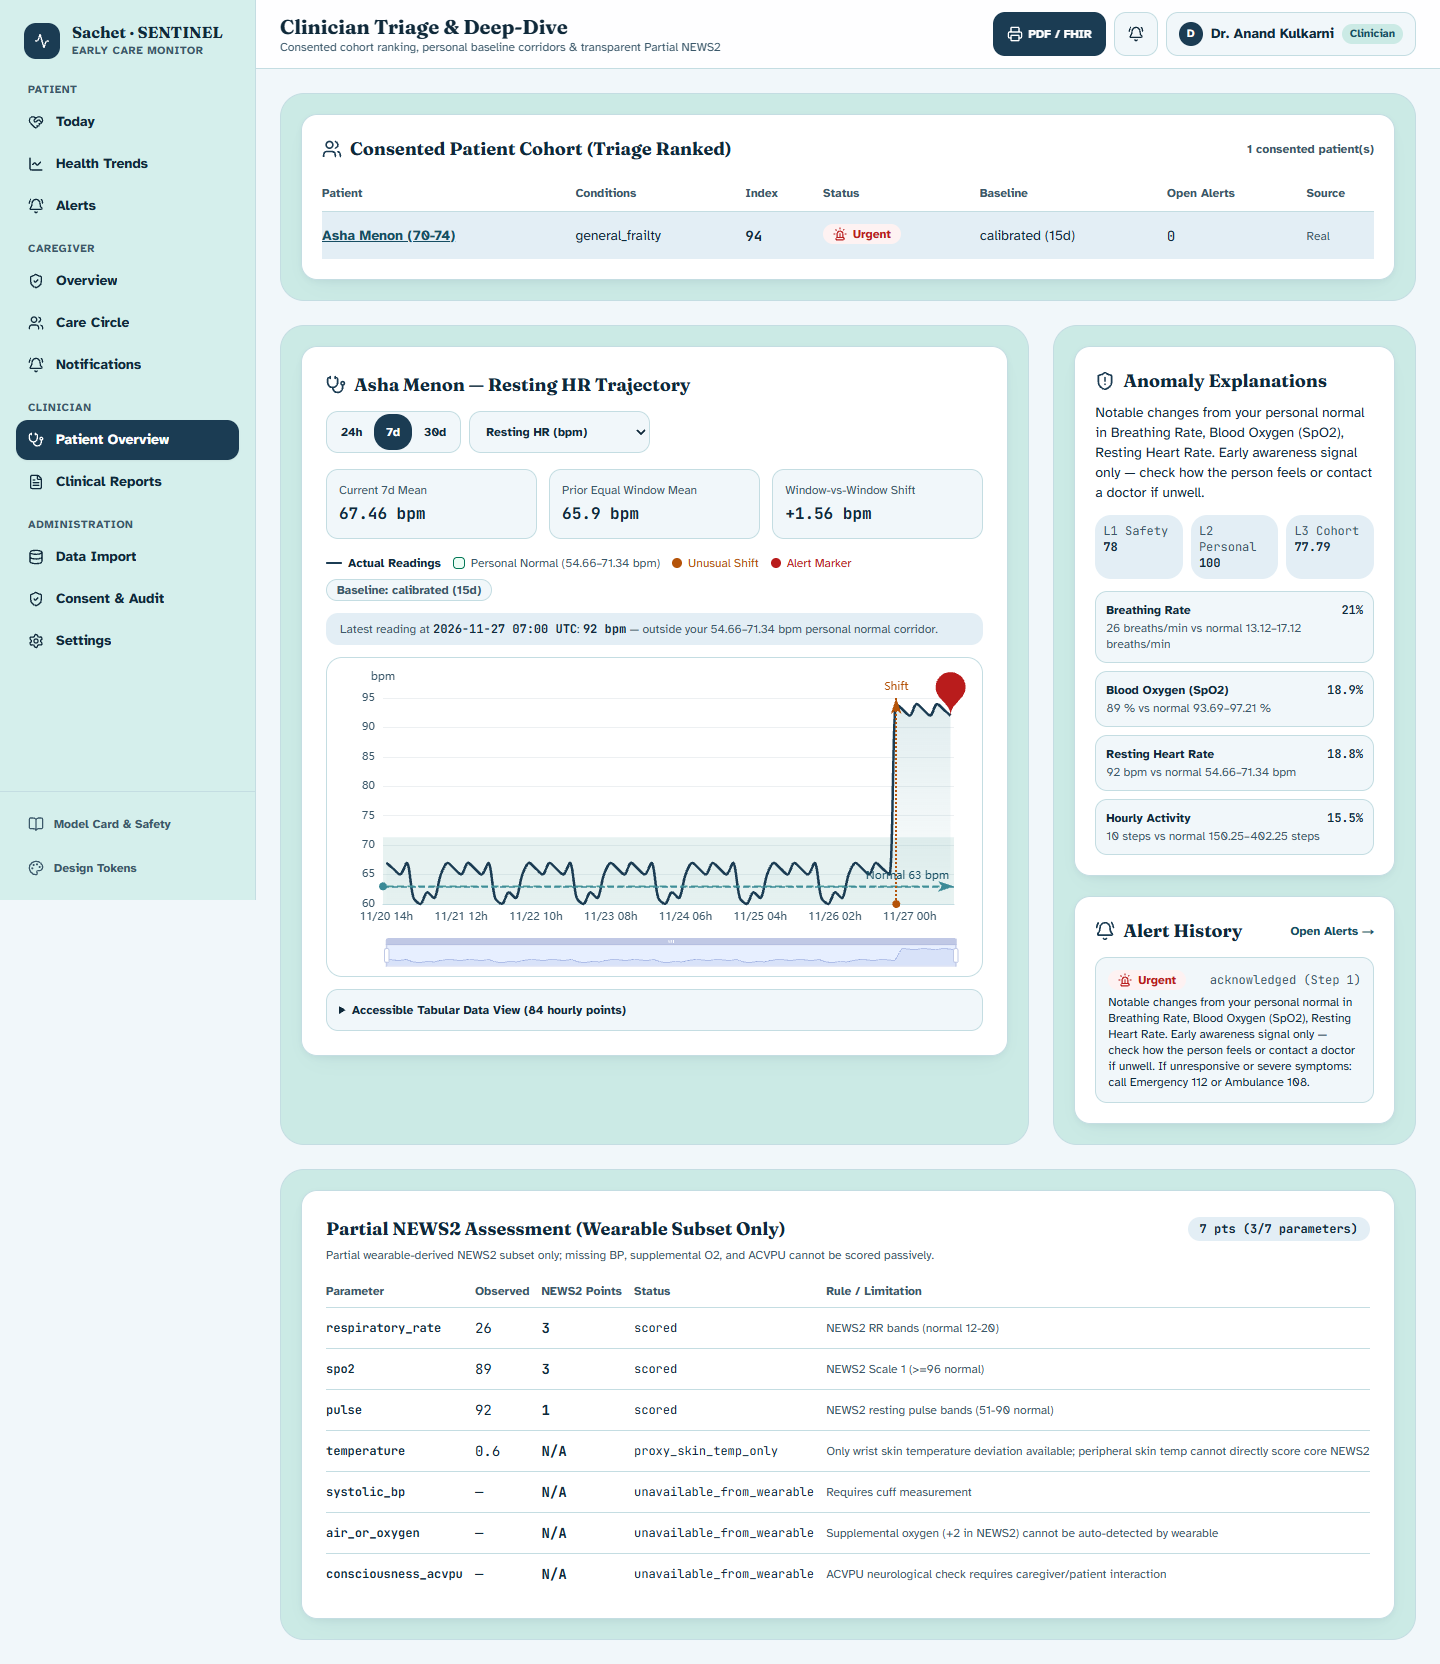 Sachet · SENTINEL
EARLY CARE MONITOR
PATIENT
Today
Health Trends
Alerts
CAREGIVER
Overview
Care Circle
Notifications
CLINICIAN
Patient Overview
Clinical Reports
ADMINISTRATION
Data Import
Consent & Audit
Settings
Model Card & Safety
Design Tokens
Clinician Triage & Deep-Dive
Consented cohort ranking, personal baseline corridors & transparent Partial NEWS2
PDF / FHIR
D Dr. Anand Kulkarni Clinician
Consented Patient Cohort (Triage Ranked)
1 consented patient(s)
Patient Conditions Index Status Baseline Open Alerts Source
Asha Menon (70-74) general_frailty 94 Urgent calibrated (15d) 0 Real
Asha Menon — Resting HR Trajectory
24h 7d 30d Resting HR (bpm)
Current 7d Mean
67.46 bpm
Prior Equal Window Mean
65.9 bpm
Window-vs-Window Shift
+1.56 bpm
Actual Readings Personal Normal (54.66–71.34 bpm) Unusual Shift Alert Marker
Baseline: calibrated (15d)
Latest reading at 2026-11-27 07:00 UTC: 92 bpm — outside your 54.66–71.34 bpm personal normal corridor.
bpm
Shift
95
90
85
80
75
70
65
60
Normal 63 bpm
11/20 14h 11/21 12h 11/22 10h 11/23 08h 11/24 06h 11/25 04h 11/26 02h 11/27 00h
Accessible Tabular Data View (84 hourly points)
Anomaly Explanations
Notable changes from your personal normal
in Breathing Rate, Blood Oxygen (SpO2),
Resting Heart Rate. Early awareness signal
only — check how the person feels or contact
a doctor if unwell.
L1 Safety
78
L2
Personal
100
L3 Cohort
77.79
Breathing Rate 21%
26 breaths/min vs normal 13.12–17.12
breaths/min
Blood Oxygen (SpO2) 18.9%
89 % vs normal 93.69–97.21 %
Resting Heart Rate 18.8%
92 bpm vs normal 54.66–71.34 bpm
Hourly Activity 15.5%
10 steps vs normal 150.25–402.25 steps
Alert History
Open Alerts →
Urgent acknowledged (Step 1)
Notable changes from your personal normal in
Breathing Rate, Blood Oxygen (SpO2), Resting
Heart Rate. Early awareness signal only —
check how the person feels or contact a doctor
if unwell. If unresponsive or severe symptoms:
call Emergency 112 or Ambulance 108.
Partial NEWS2 Assessment (Wearable Subset Only)
7 pts (3/7 parameters)
Partial wearable-derived NEWS2 subset only; missing BP, supplemental O2, and ACVPU cannot be scored passively.
Parameter Observed NEWS2 Points Status Rule / Limitation
respiratory_rate 26 3 scored NEWS2 RR bands (normal 12-20)
spo2 89 3 scored NEWS2 Scale 1 (>=96 normal)
pulse 92 1 scored NEWS2 resting pulse bands (51-90 normal)
temperature 0.6 N/A proxy_skin_temp_only Only wrist skin temperature deviation available; peripheral skin temp cannot directly score core NEWS2
systolic_bp — N/A unavailable_from_wearable Requires cuff measurement
air_or_oxygen — N/A unavailable_from_wearable Supplemental oxygen (+2 in NEWS2) cannot be auto-detected by wearable
consciousness_acvpu — N/A unavailable_from_wearable ACVPU neurological check requires caregiver/patient interaction